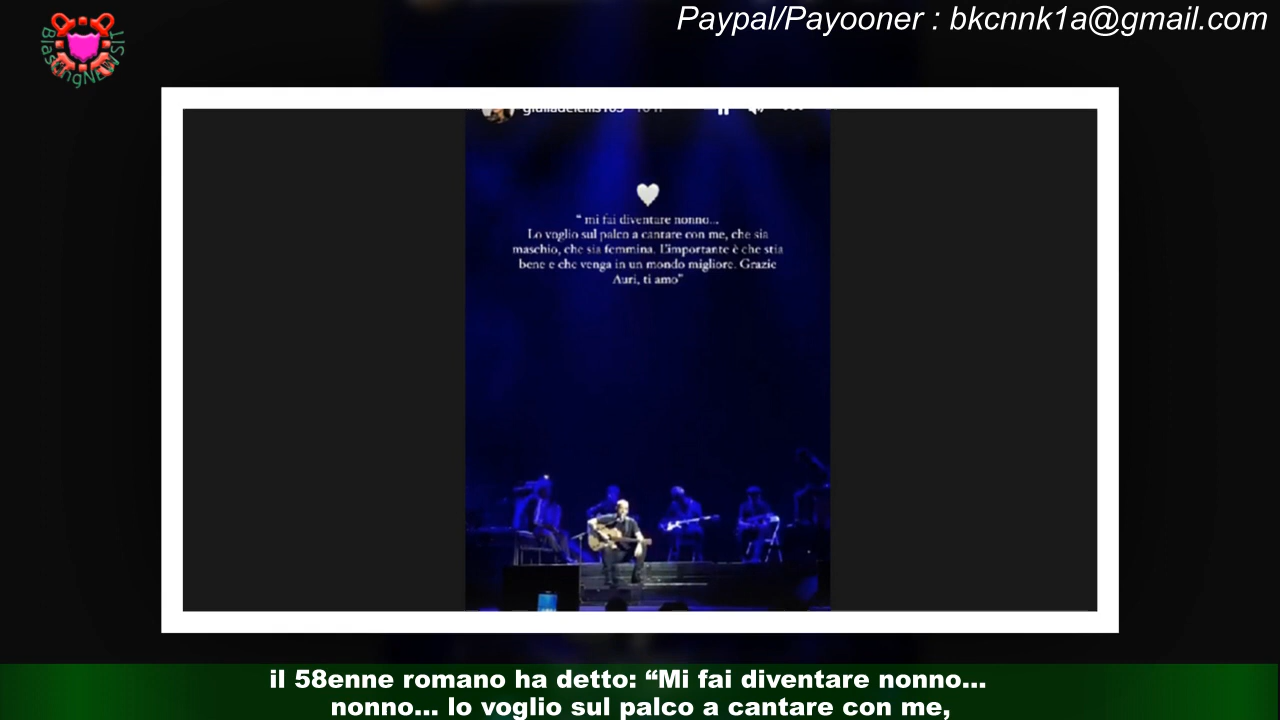 Paypal/Payooner : bkcnnk1a@gmail.com
BlastingNEWSIT
“ mi fai diventare nonno...
Lo voglio sul palco a cantare con me, che sia
maschio, che sia femmina. L'importante è che stia
bene e che venga in un mondo migliore. Grazie
Auri, ti amo”
il 58enne romano ha detto: “Mi fai diventare nonno...
nonno... lo voglio sul palco a cantare con me,